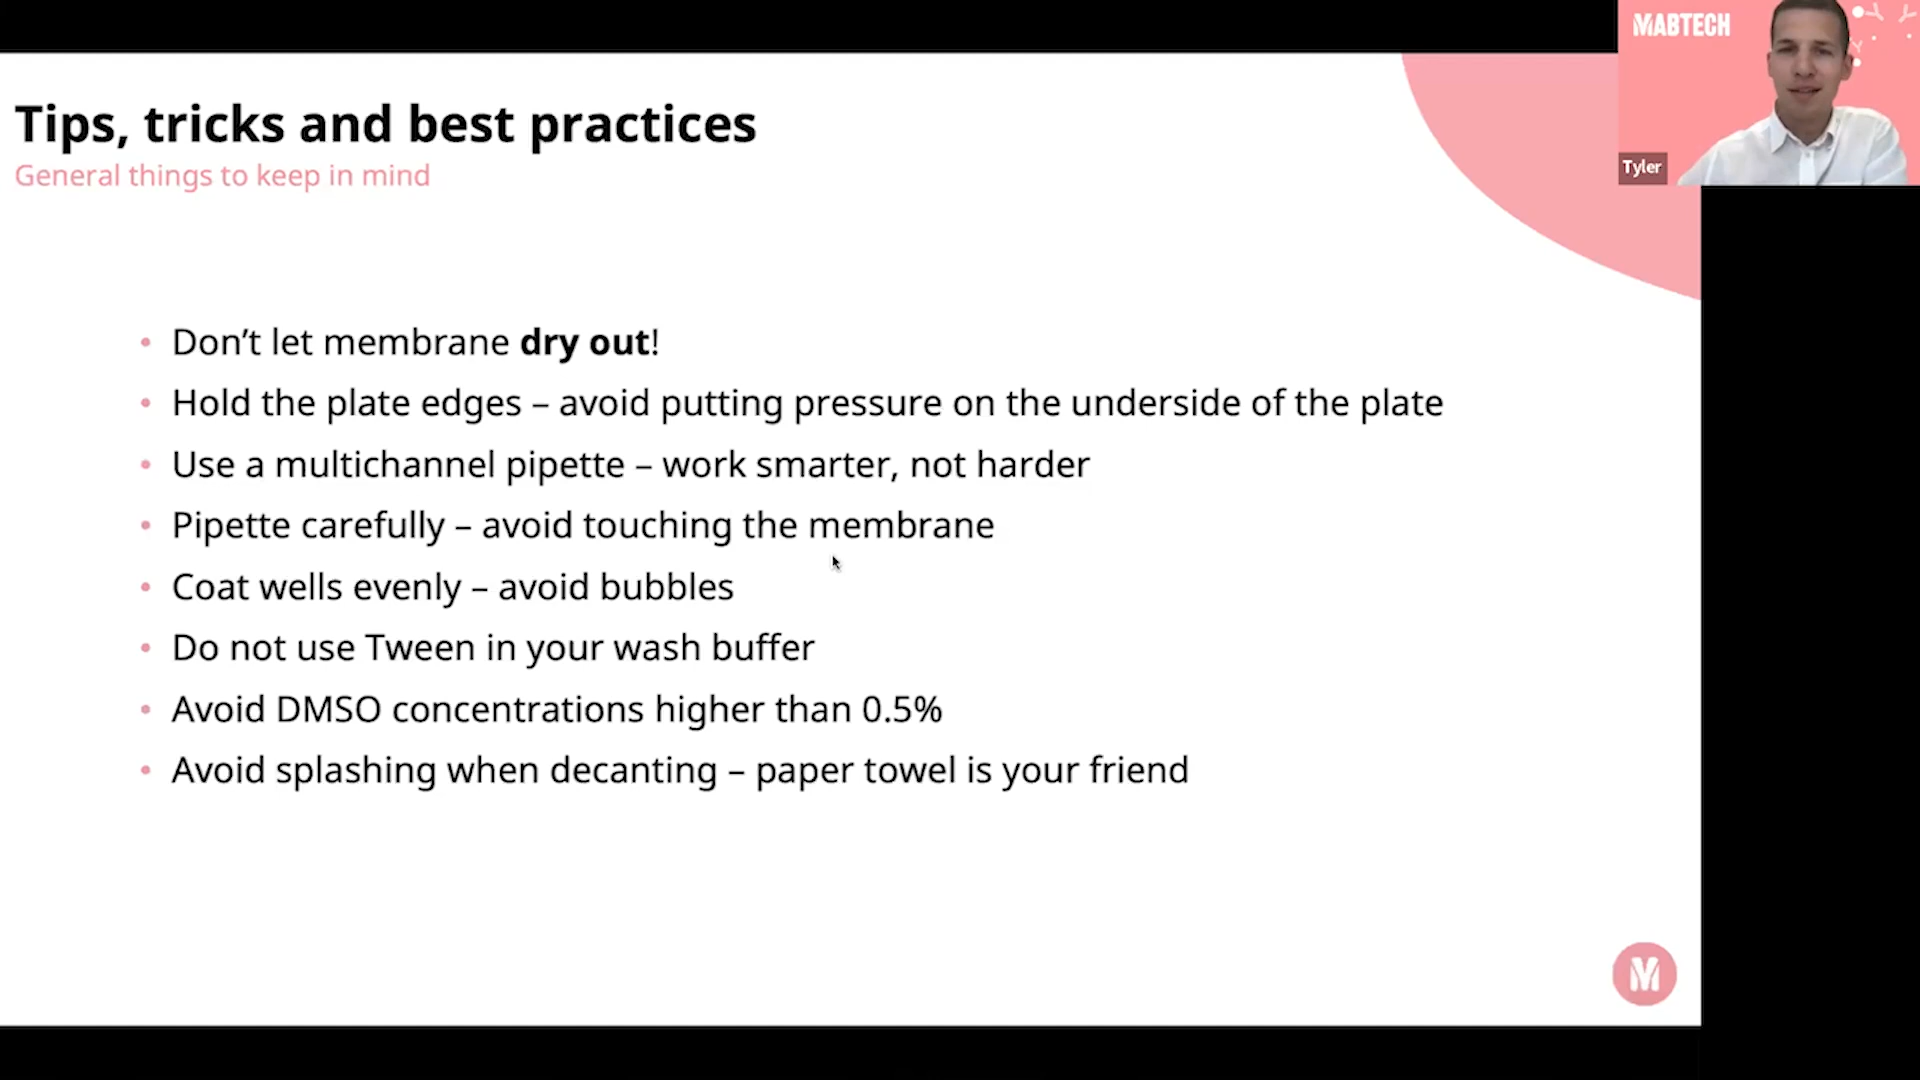 MABTECH
Tyler
Tips, tricks and best practices
General things to keep in mind
• Don’t let membrane dry out!
• Hold the plate edges – avoid putting pressure on the underside of the plate
• Use a multichannel pipette – work smarter, not harder
• Pipette carefully – avoid touching the membrane
• Coat wells evenly – avoid bubbles
• Do not use Tween in your wash buffer
• Avoid DMSO concentrations higher than 0.5%
• Avoid splashing when decanting – paper towel is your friend
M